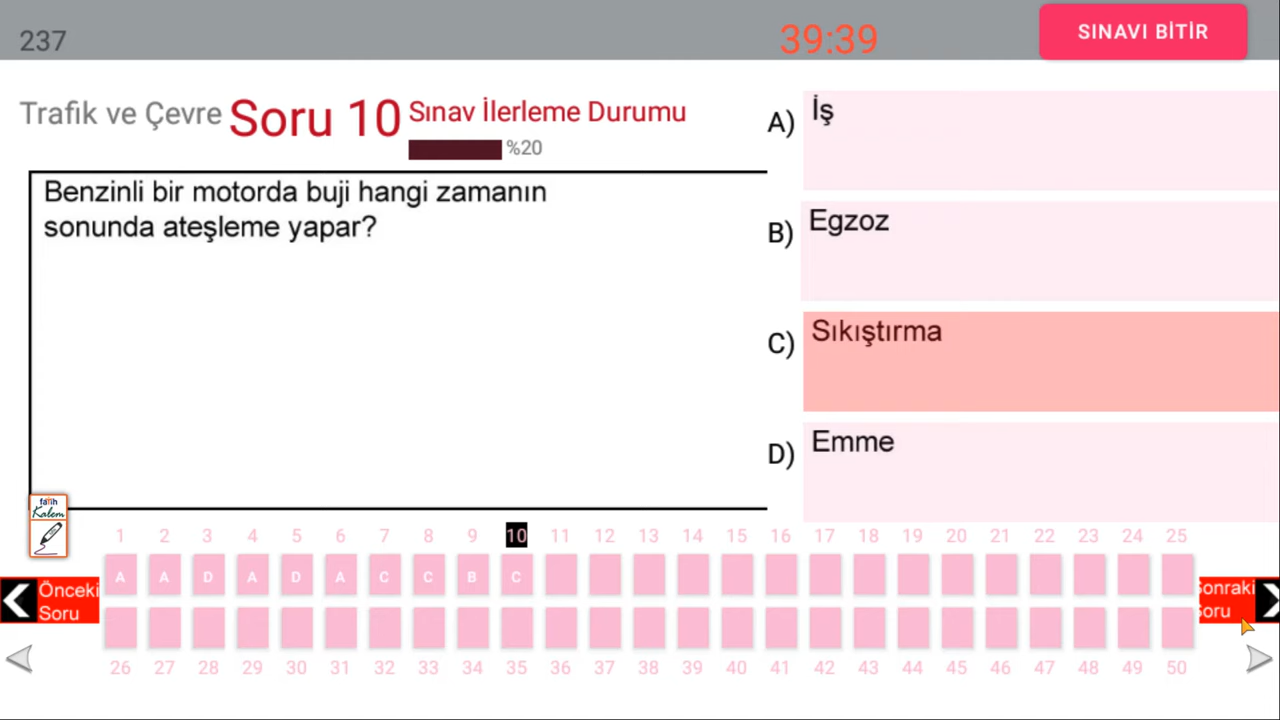 237
39:39
SINAVI BİTİR
Trafik ve Çevre
Soru 10
Sınav İlerleme Durumu
%20
Benzinli bir motorda buji hangi zamanın
sonunda ateşleme yapar?
A) İş
B) Egzoz
C) Sıkıştırma
D) Emme
fatih
Kalem
1 2 3 4 5 6 7 8 9 10 11 12 13 14 15 16 17 18 19 20 21 22 23 24 25
A A D A D A C C B C
26 27 28 29 30 31 32 33 34 35 36 37 38 39 40 41 42 43 44 45 46 47 48 49 50
Önceki
Soru
Sonraki
Soru